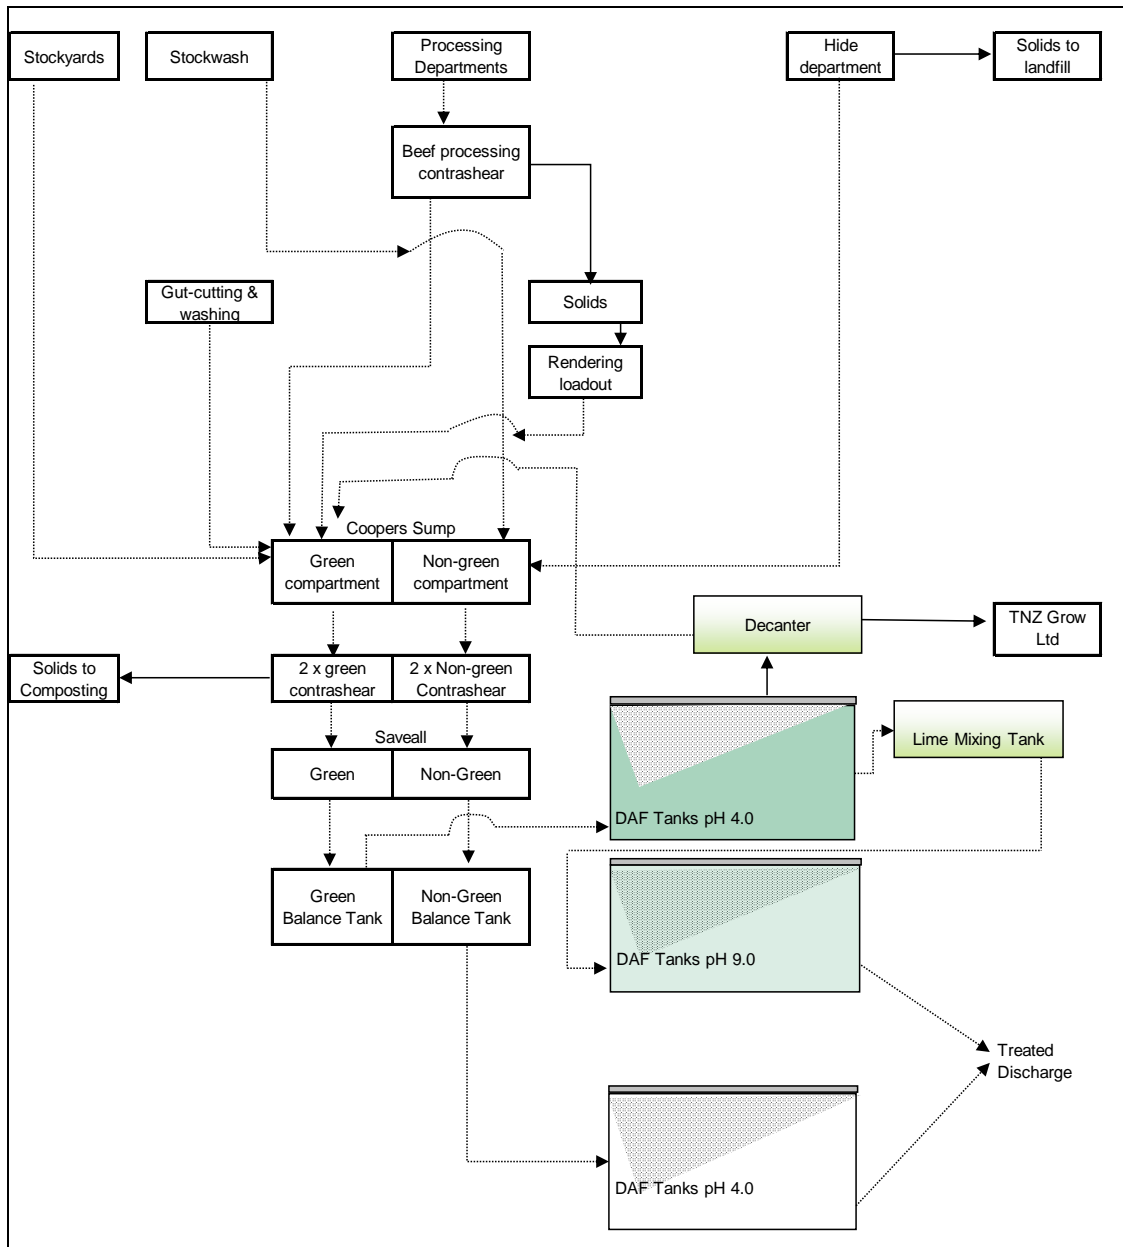 Stockyards
Stockwash
Processing
Departments
Hide
department
Solids to
landfill
Beef processing
contrashear
Gut-cutting &
washing
Solids
Rendering
loadout
Coopers Sump
Green
compartment
Non-green
compartment
Decanter
TNZ Grow
Ltd
Solids to
Composting
2 x green
contrashear
2 x Non-green
Contrashear
Lime Mixing Tank
Saveall
Green
Non-Green
DAF Tanks pH 4.0
Green
Balance Tank
Non-Green
Balance Tank
DAF Tanks pH 9.0
Treated
Discharge
DAF Tanks pH 4.0